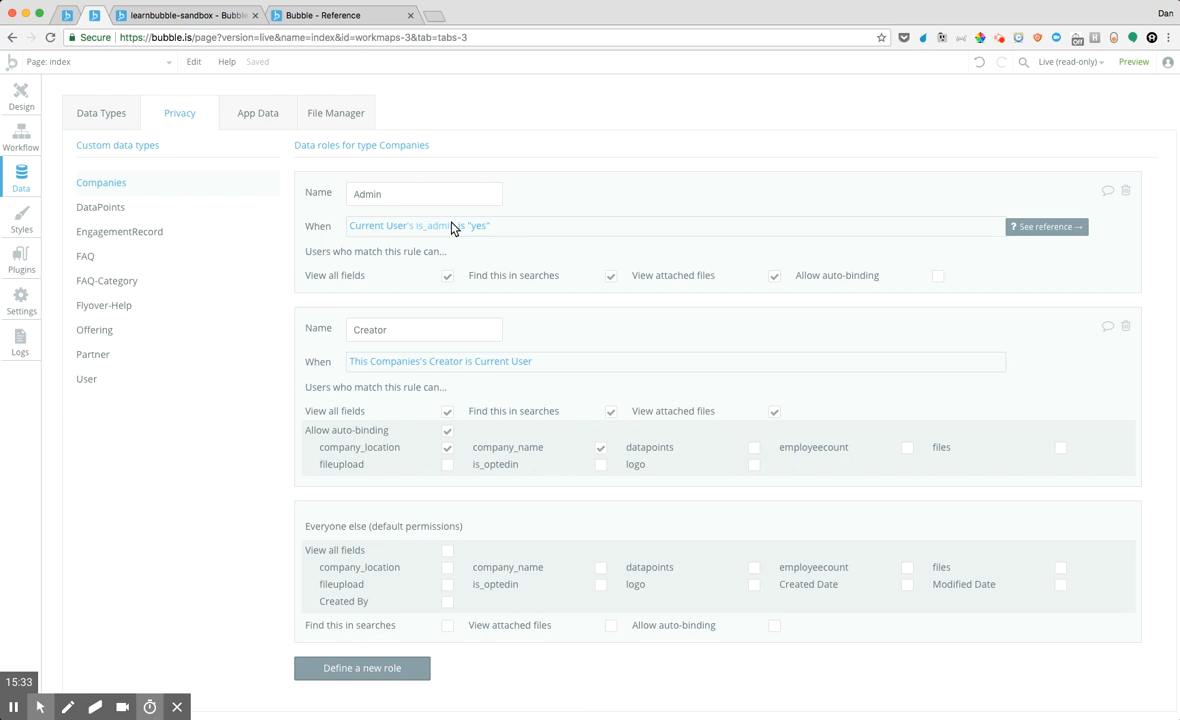 learnbubble-sandbox - Bubble
Bubble - Reference
Dan
Secure
https://bubble.is/page?version=live&name=index&id=workmaps-3&tab=tabs-3
Page: index
Edit
Help
Saved
Live (read-only)
Preview
Design
Workflow
Data
Styles
Plugins
Settings
Logs
Data Types
Privacy
App Data
File Manager
Custom data types
Companies
DataPoints
EngagementRecord
FAQ
FAQ-Category
Flyover-Help
Offering
Partner
User
Data roles for type Companies
Name Admin
When Current User's is_admin is "yes"
? See reference →
Users who match this rule can...
View all fields Find this in searches View attached files Allow auto-binding
Name Creator
When This Companies's Creator is Current User
Users who match this rule can...
View all fields Find this in searches View attached files
Allow auto-binding
company_location company_name datapoints employeecount files
fileupload is_optedin logo
Everyone else (default permissions)
View all fields
company_location company_name datapoints employeecount files
fileupload is_optedin logo Created Date Modified Date
Created By
Find this in searches View attached files Allow auto-binding
Define a new role
15:33